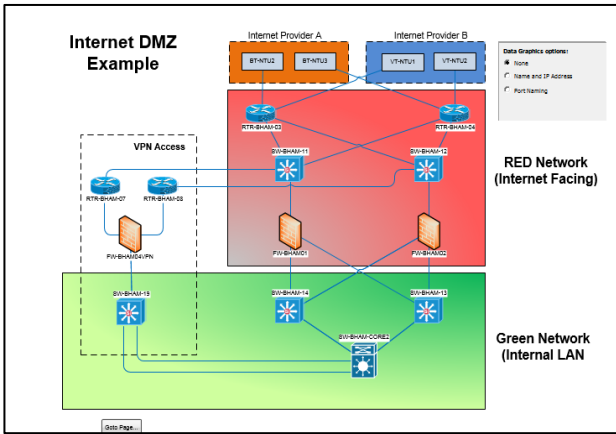 Internet DMZ
Example
Internet Provider A
Internet Provider B
BT-NTU2
BT-NTU3
VT-NTU1
VT-NTU2
Data Graphics options:
None
Name and IP Address
Port Naming
RTR-BHAM-03
RTR-BHAM-04
VPN Access
SW-BHAM-11
SW-BHAM-12
RED Network
(Internet Facing)
RTR-BHAM-07
RTR-BHAM-08
FW-BHAM04VPN
FW-BHAM01
FW-BHAM02
SW-BHAM-19
SW-BHAM-14
SW-BHAM-13
SW-BHAM-CORE2
Green Network
(Internal LAN
Goto Page...